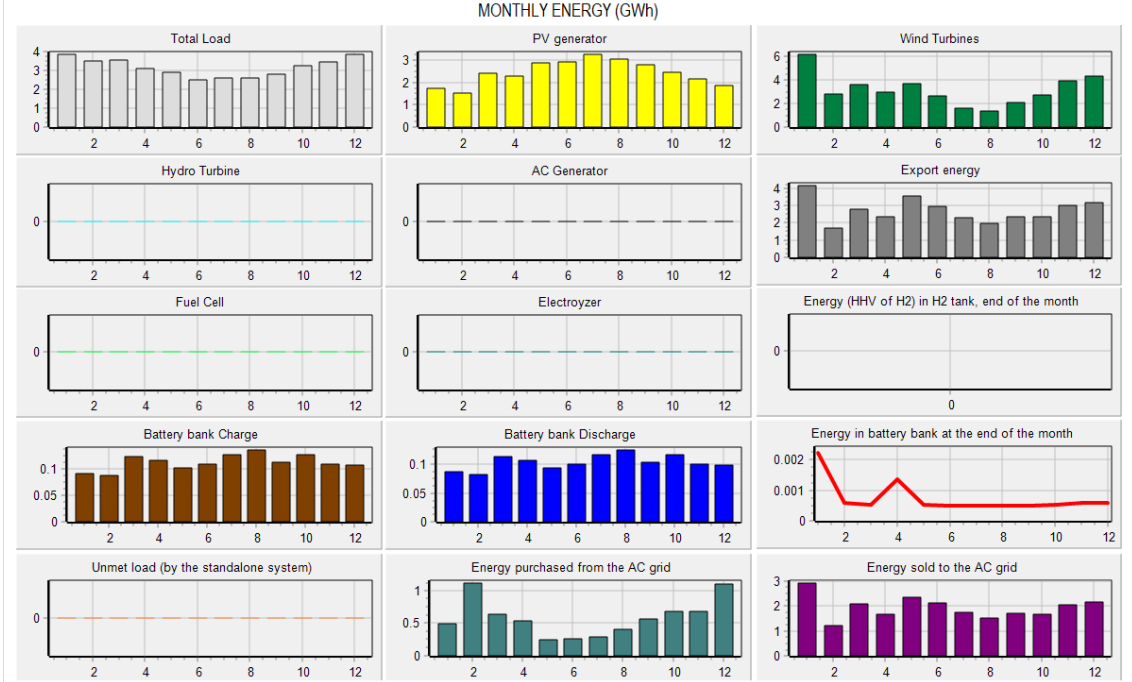 MONTHLY ENERGY (GWh)
Total Load
4
3
2
1
0
2 4 6 8 10 12
PV generator
3
2
1
0
2 4 6 8 10 12
Wind Turbines
6
4
2
0
2 4 6 8 10 12
Hydro Turbine
0
2 4 6 8 10 12
AC Generator
0
2 4 6 8 10 12
Export energy
4
3
2
1
0
2 4 6 8 10 12
Fuel Cell
0
2 4 6 8 10 12
Electroyzer
0
2 4 6 8 10 12
Energy (HHV of H2) in H2 tank, end of the month
0
0
Battery bank Charge
0.1
0.05
0
2 4 6 8 10 12
Battery bank Discharge
0.1
0.05
0
2 4 6 8 10 12
Energy in battery bank at the end of the month
0.002
0.001
0
2 4 6 8 10 12
Unmet load (by the standalone system)
0
2 4 6 8 10 12
Energy purchased from the AC grid
1
0.5
0
2 4 6 8 10 12
Energy sold to the AC grid
3
2
1
0
2 4 6 8 10 12